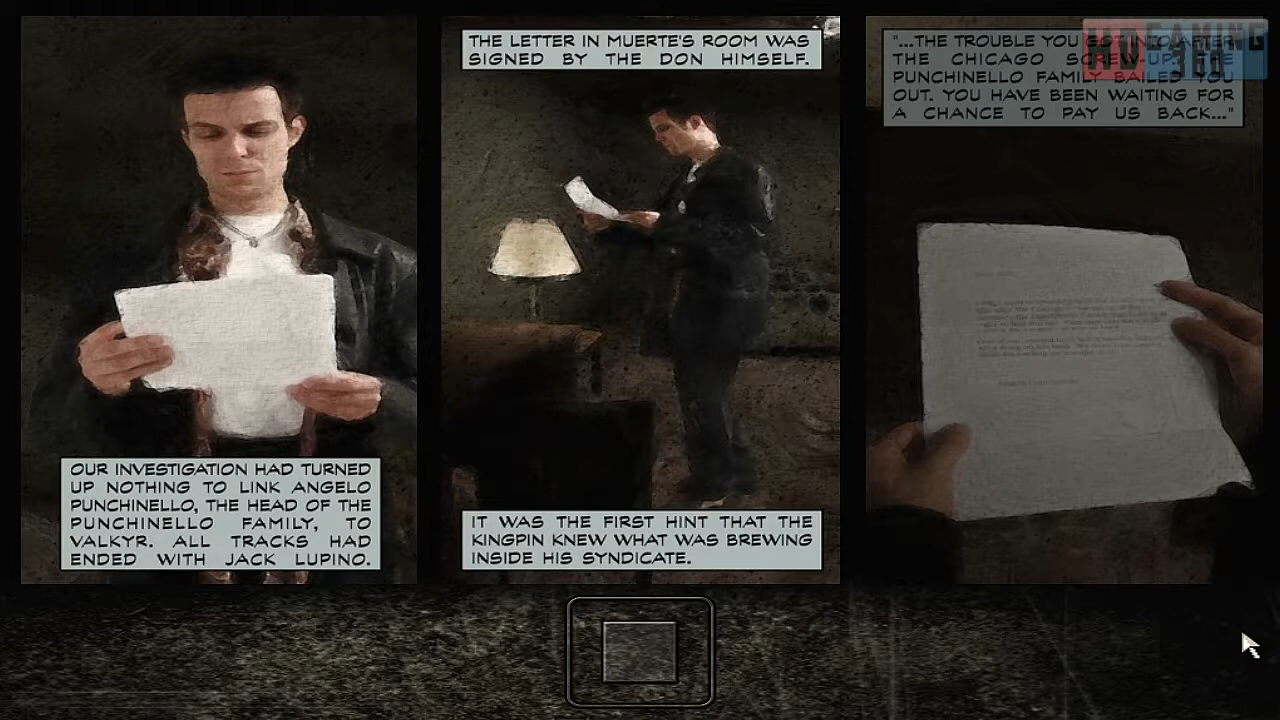 OUR INVESTIGATION HAD TURNED
UP NOTHING TO LINK ANGELO
PUNCHINELLO, THE HEAD OF THE
PUNCHINELLO FAMILY, TO
VALKYR. ALL TRACKS HAD
ENDED WITH JACK LUPINO.
THE LETTER IN MUERTE'S ROOM WAS
SIGNED BY THE DON HIMSELF.
IT WAS THE FIRST HINT THAT THE
KINGPIN KNEW WHAT WAS BREWING
INSIDE HIS SYNDICATE.
"...THE TROUBLE YOU GOT INTO AFTER
THE CHICAGO SCREW-UP. THE
PUNCHINELLO FAMILY BAILED YOU
OUT. YOU HAVE BEEN WAITING FOR
A CHANCE TO PAY US BACK..."
HD GAMING